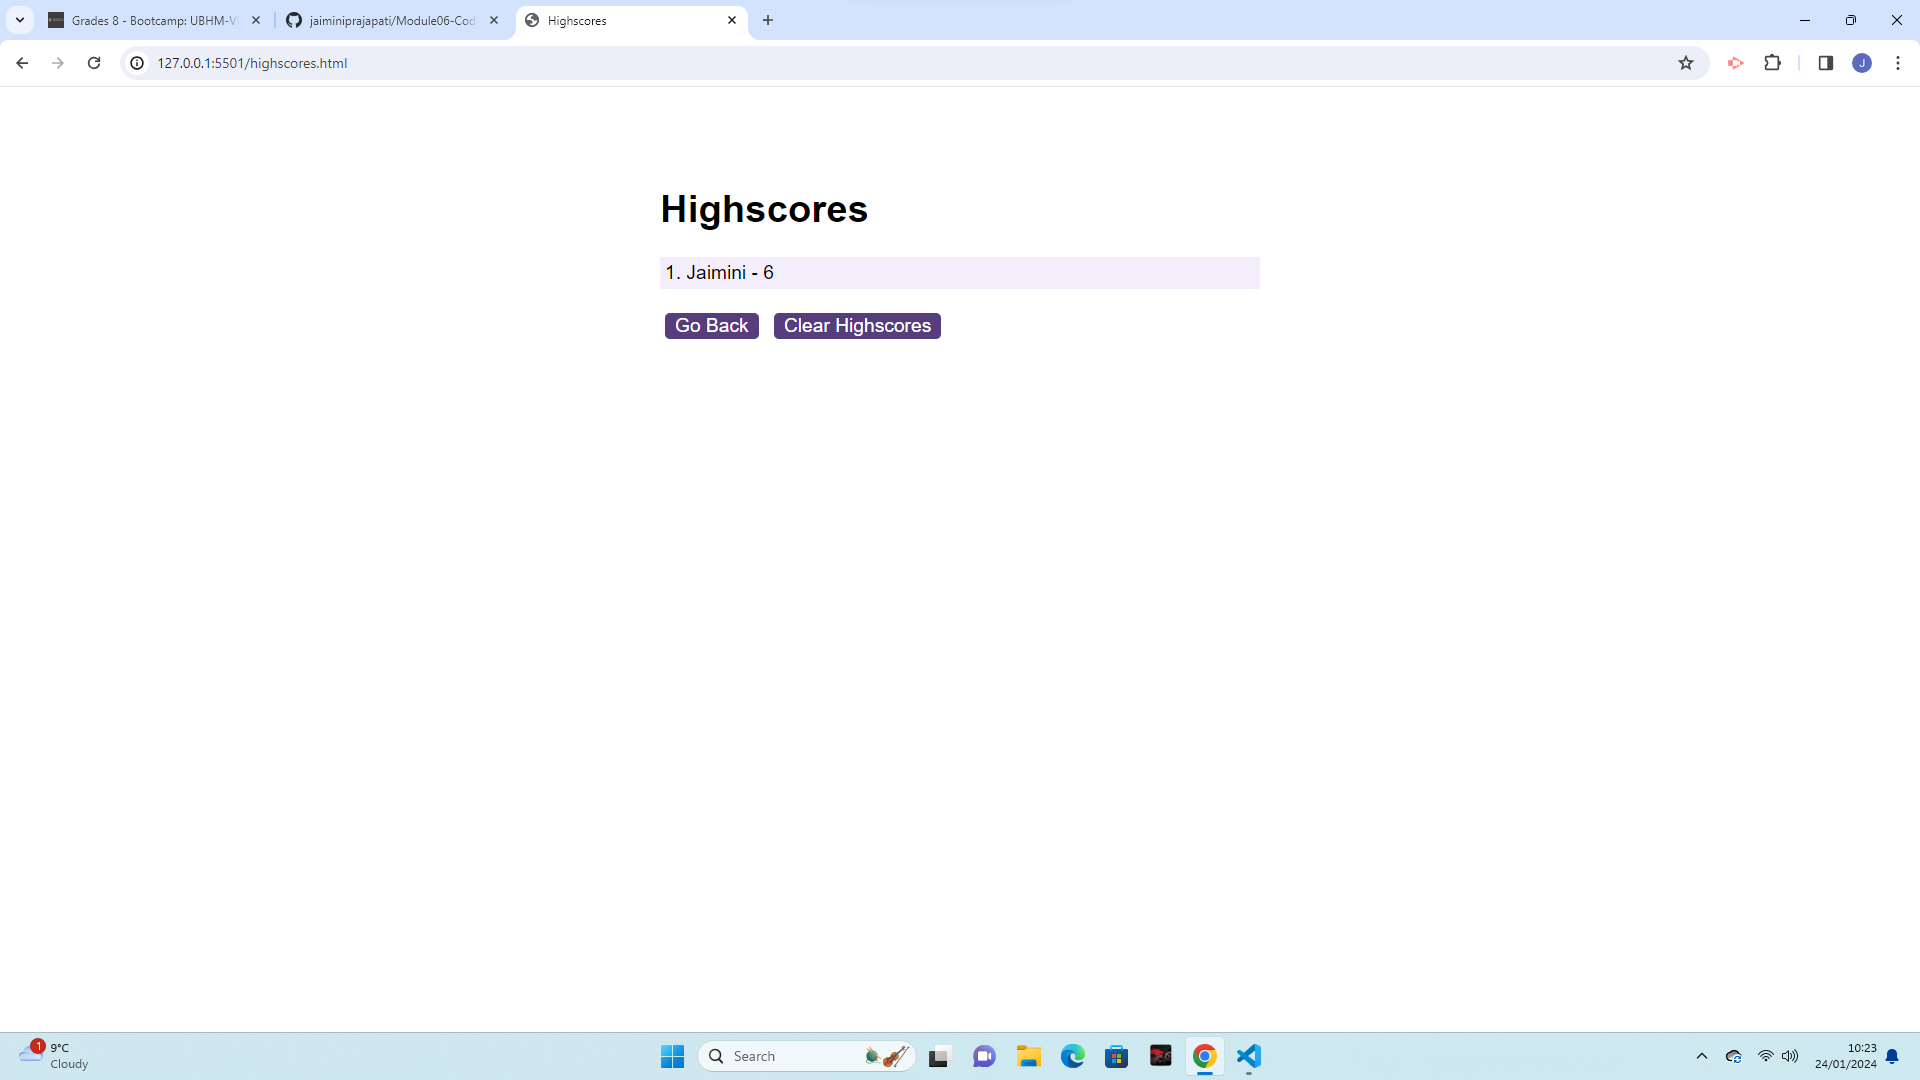 Grades 8 - Bootcamp: UBHM-V
jaiminiprajapati/Module06-Cod
Highscores
127.0.0.1:5501/highscores.html
J
Highscores
1. Jaimini - 6
Go Back Clear Highscores
1
9°C
Cloudy
Search
10:23
24/01/2024